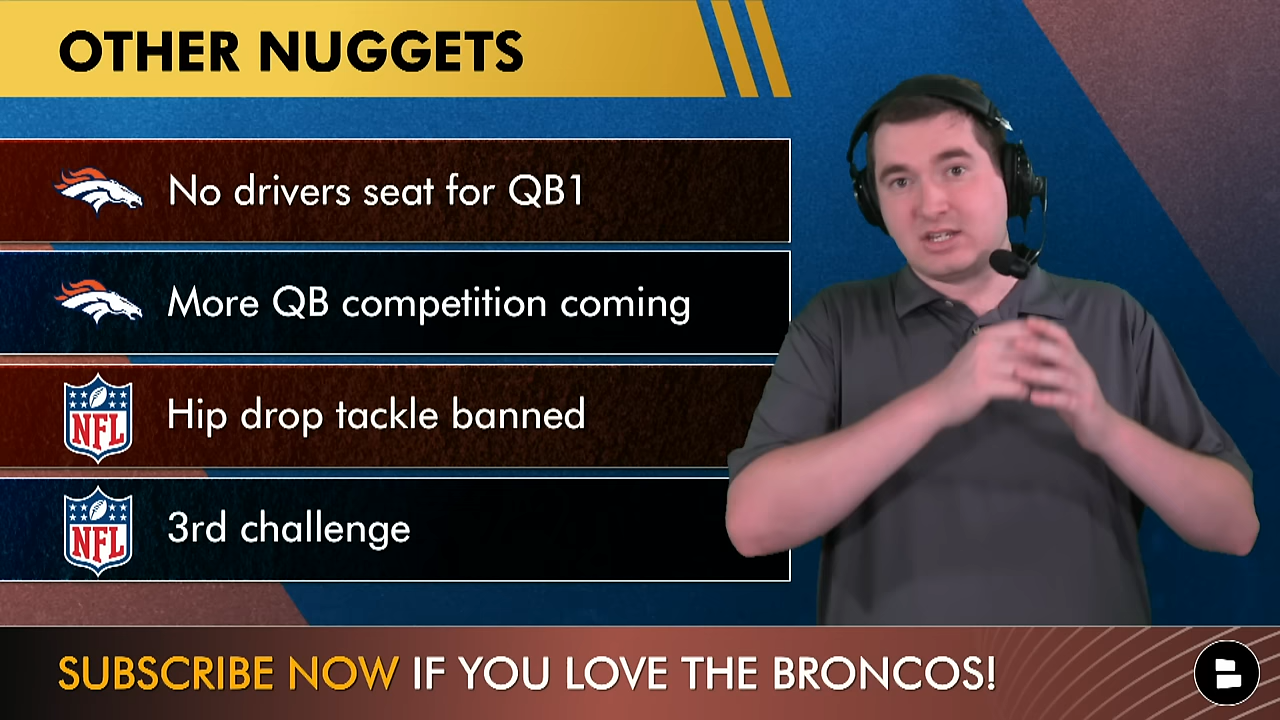 OTHER NUGGETS
No drivers seat for QB1
More QB competition coming
NFL
Hip drop tackle banned
NFL
3rd challenge
SUBSCRIBE NOW IF YOU LOVE THE BRONCOS!